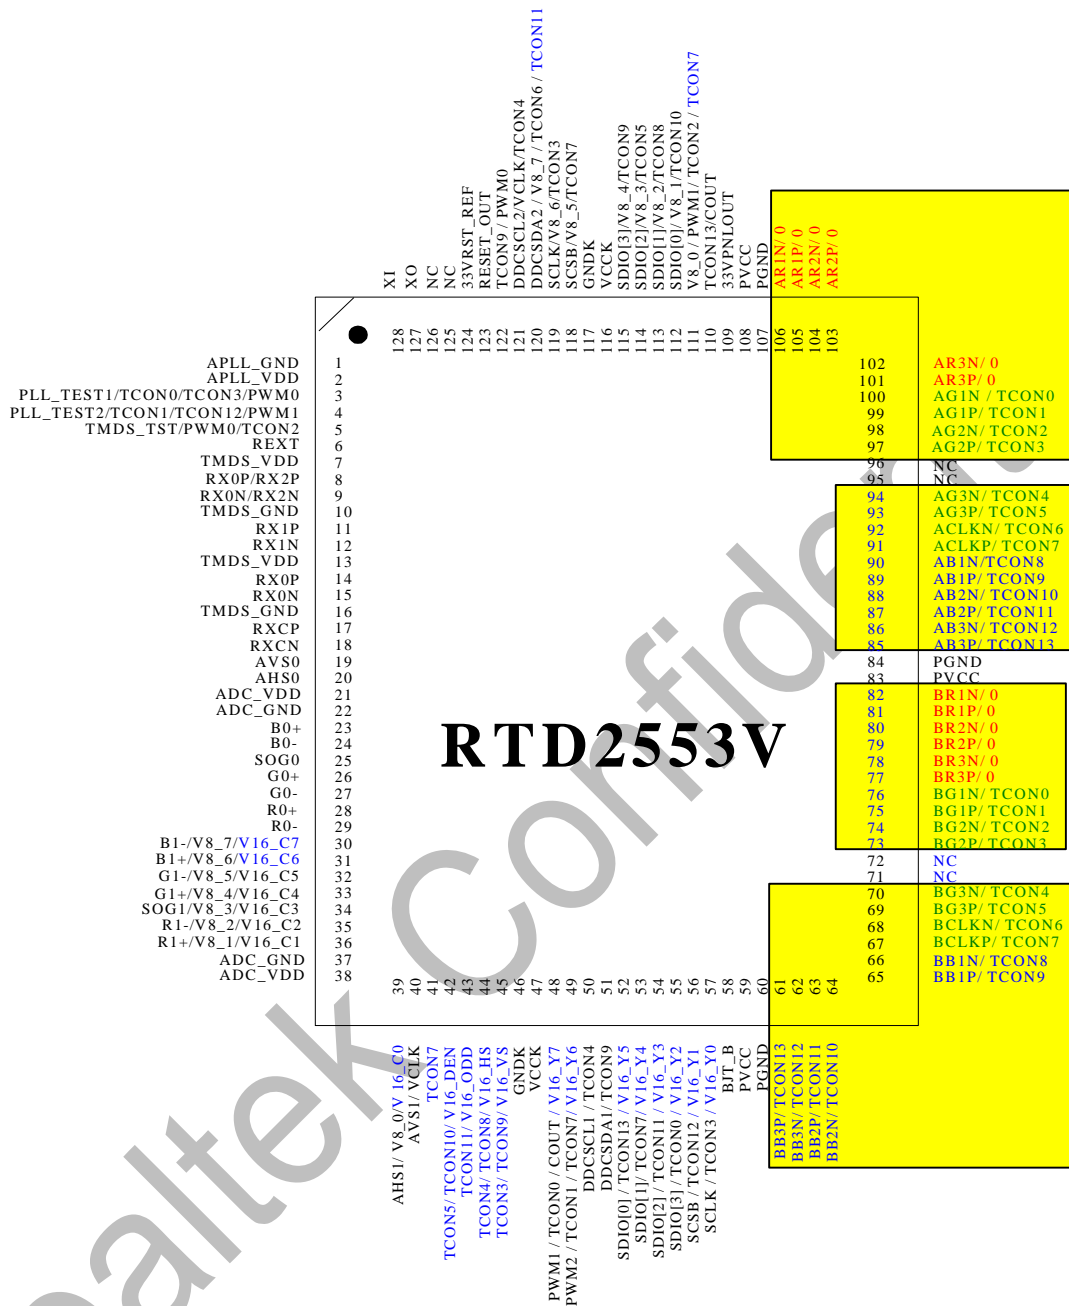 XI
XO
NC
NC
33VRST_REF
RESET_OUT
TCON9 / PWM0
DDCSCL2/VCLK/TCON4
DDCSDA2 / V8_7 / TCON6 / TCON11
SCLK/V8_6/TCON3
SCSB/V8_5/TCON7
GNDK
VCCK
SDIO[3]/V8_4/TCON9
SDIO[2]/V8_3/TCON5
SDIO[1]/V8_2/TCON8
SDIO[0]/ V8_1/TCON10
V8_0 / PWM1/ TCON2 / TCON7
TCON13/COUT
33VPNLOUT
PVCC
PGND
AR1N/ 0
AR1P/ 0
AR2N/ 0
AR2P/ 0
128
127
126
125
124
123
122
121
120
119
118
117
116
115
114
113
112
111
110
109
108
107
106
105
104
103
APLL_GND 1
APLL_VDD 2
PLL_TEST1/TCON0/TCON3/PWM0 3
PLL_TEST2/TCON1/TCON12/PWM1 4
TMDS_TST/PWM0/TCON2 5
REXT 6
TMDS_VDD 7
RX0P/RX2P 8
RX0N/RX2N 9
TMDS_GND 10
RX1P 11
RX1N 12
TMDS_VDD 13
RX0P 14
RX0N 15
TMDS_GND 16
RXCP 17
RXCN 18
AVS0 19
AHS0 20
ADC_VDD 21
ADC_GND 22
B0+ 23
B0- 24
SOG0 25
G0+ 26
G0- 27
R0+ 28
R0- 29
B1-/V8_7/V16_C7 30
B1+/V8_6/V16_C6 31
G1-/V8_5/V16_C5 32
G1+/V8_4/V16_C4 33
SOG1/V8_3/V16_C3 34
R1-/V8_2/V16_C2 35
R1+/V8_1/V16_C1 36
ADC_GND 37
ADC_VDD 38
RTD2553V
102 AR3N/ 0
101 AR3P/ 0
100 AG1N / TCON0
99 AG1P/ TCON1
98 AG2N/ TCON2
97 AG2P/ TCON3
96 NC
95 NC
94 AG3N/ TCON4
93 AG3P/ TCON5
92 ACLKN/ TCON6
91 ACLKP/ TCON7
90 AB1N/TCON8
89 AB1P/ TCON9
88 AB2N/ TCON10
87 AB2P/ TCON11
86 AB3N/ TCON12
85 AB3P/ TCON13
84 PGND
83 PVCC
82 BR1N/ 0
81 BR1P/ 0
80 BR2N/ 0
79 BR2P/ 0
78 BR3N/ 0
77 BR3P/ 0
76 BG1N/ TCON0
75 BG1P/ TCON1
74 BG2N/ TCON2
73 BG2P/ TCON3
72 NC
71 NC
70 BG3N/ TCON4
69 BG3P/ TCON5
68 BCLKN/ TCON6
67 BCLKP/ TCON7
66 BB1N/ TCON8
65 BB1P/ TCON9
39
40
41
42
43
44
45
46
47
48
49
50
51
52
53
54
55
56
57
58
59
60
61
62
63
64
AHS1/ V8_0/V16_C0
AVS1/ VCLK
TCON7
TCON5/ TCON10/ V16_DEN
TCON11/ V16_ODD
TCON4/ TCON8/ V16_HS
TCON3/ TCON9/ V16_VS
GNDK
VCCK
PWM1 / TCON0 / COUT / V16_Y7
PWM2 / TCON1 / TCON7/ V16_Y6
DDCSCL1 / TCON4
DDCSDA1/ TCON9
SDIO[0] / TCON13 / V16_Y5
SDIO[1]/ TCON7/ V16_Y4
SDIO[2] / TCON11 / V16_Y3
SDIO[3] / TCON0 / V16_Y2
SCSB / TCON12 / V16_Y1
SCLK / TCON3 / V16_Y0
BJT_B
PVCC
PGND
BB3P/ TCON13
BB3N/ TCON12
BB2P/ TCON11
BB2N/ TCON10